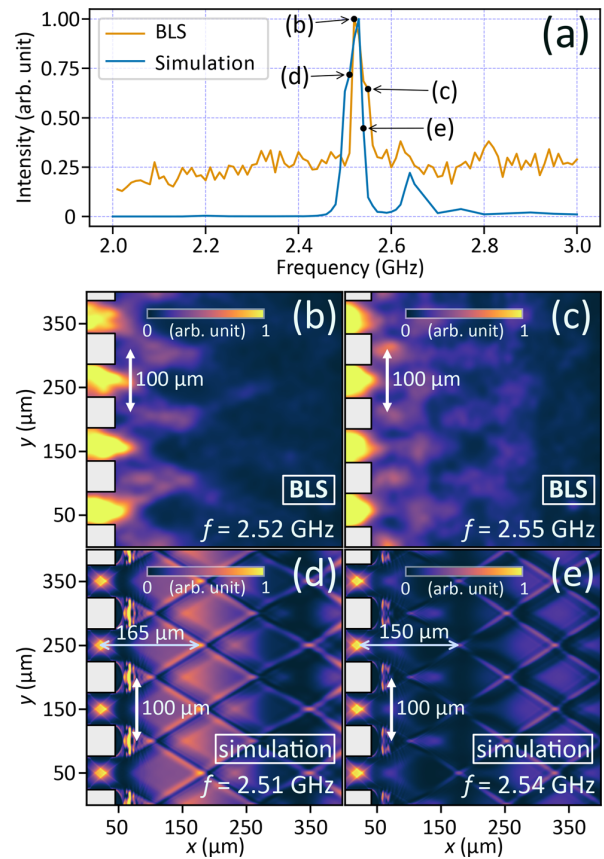 (a)
BLS
Simulation
(b)
(d)
(c)
(e)
Intensity (arb. unit)
1.00
0.75
0.50
0.25
0
2.0 2.2 2.4 2.6 2.8 3.0
Frequency (GHz)
(b)
0 (arb. unit) 1
100 μm
BLS
f = 2.52 GHz
y (μm)
350
250
150
50
(c)
0 (arb. unit) 1
100 μm
BLS
f = 2.55 GHz
(d)
0 (arb. unit) 1
165 μm
100 μm
simulation
f = 2.51 GHz
y (μm)
350
250
150
50
50 150 250 350
x (μm)
(e)
0 (arb. unit) 1
150 μm
100 μm
simulation
f = 2.54 GHz
50 150 250 350
x (μm)